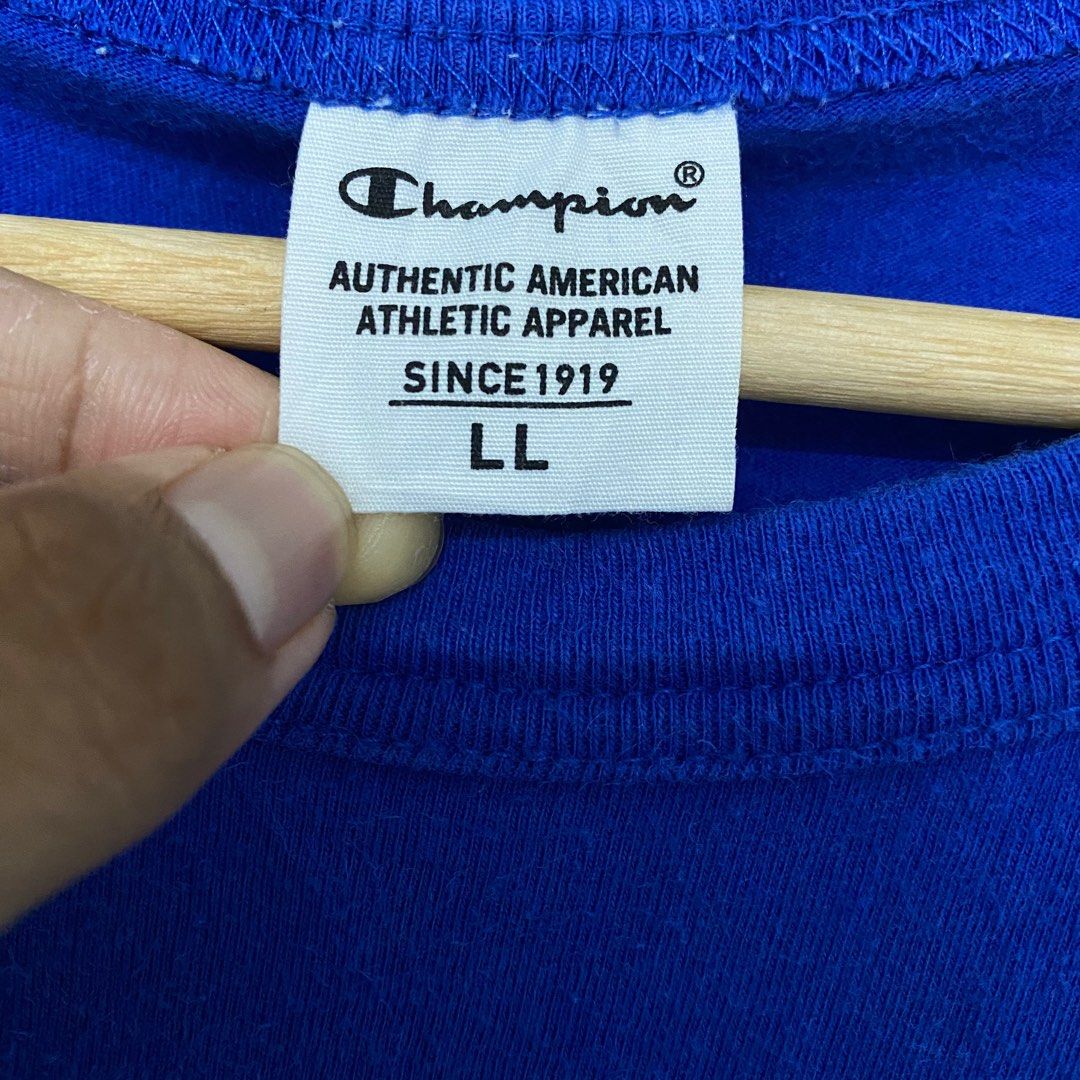 Champion®
AUTHENTIC AMERICAN
ATHLETIC APPAREL
SINCE 1919
LL